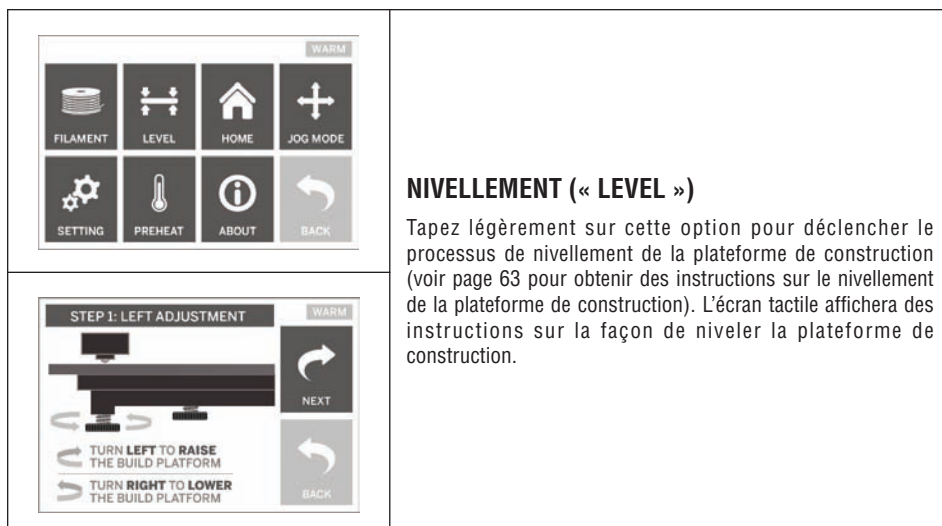 WARM
FILAMENT LEVEL HOME JOG MODE
SETTING PREHEAT ABOUT BACK
STEP 1: LEFT ADJUSTMENT WARM
NEXT
TURN LEFT TO RAISE
THE BUILD PLATFORM
TURN RIGHT TO LOWER
THE BUILD PLATFORM
BACK
NIVELLEMENT (« LEVEL »)
Tapez légèrement sur cette option pour déclencher le
processus de nivellement de la plateforme de construction
(voir page 63 pour obtenir des instructions sur le nivellement
de la plateforme de construction). L’écran tactile affichera des
instructions sur la façon de niveler la plateforme de
construction.